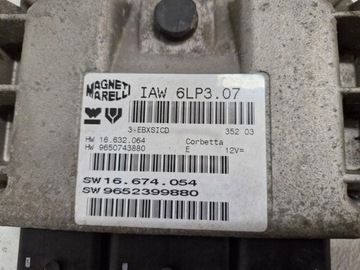 MAGNETI
MARELLI
IAW 6LP3.07
3-EBXSICD 352 03
HW 16.632.064 Corbetta
HW 9650743880 E 12V=
SW16.674.054
SW9652399880